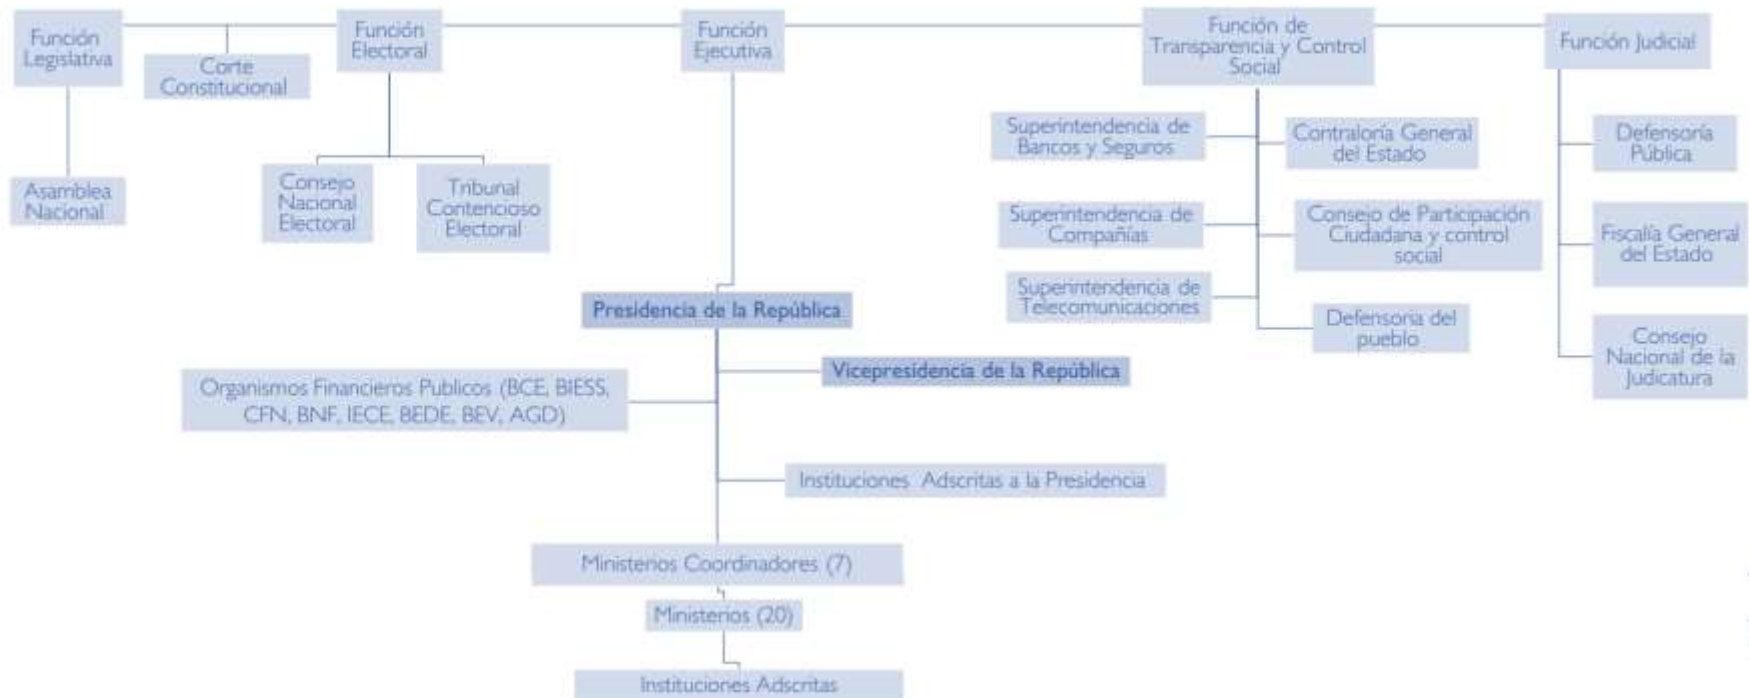 Función
Legislativa
Corte
Constitucional
Función
Electoral
Función
Ejecutiva
Función de
Transparencia y Control
Social
Función Judicial
Asamblea
Nacional
Consejo
Nacional
Electoral
Tribunal
Contencioso
Electoral
Superintendencia de
Bancos y Seguros
Contraloría General
del Estado
Superintendencia de
Compañías
Consejo de Participación
Ciudadana y control
social
Superintendencia de
Telecomunicaciones
Defensoria del
pueblo
Defensoría
Pública
Fiscalía General
del Estado
Consejo
Nacional de la
Judicatura
Presidencia de la República
Vicepresidencia de la República
Organismos Financieros Publicos (BCE, BIESS,
CFN, BNF, IECE, BEDE, BEV, AGD)
Instituciones Adscritas a la Presidencia
Ministerios Coordinadores (7)
Ministerios (20)
Instituciones Adscritas